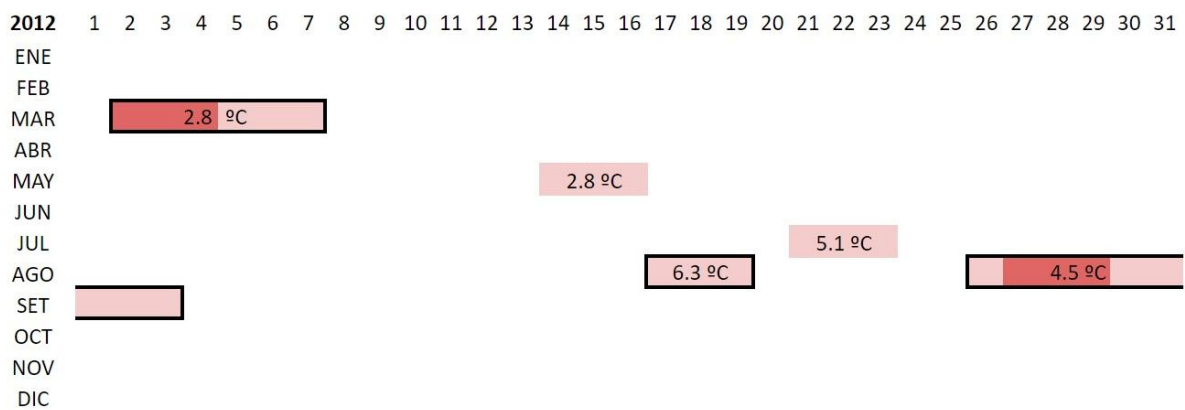 2012 1 2 3 4 5 6 7 8 9 10 11 12 13 14 15 16 17 18 19 20 21 22 23 24 25 26 27 28 29 30 31
ENE
FEB
MAR 2.8 ºC
ABR
MAY 2.8 ºC
JUN
JUL 5.1 ºC
AGO 6.3 ºC 4.5 ºC
SET
OCT
NOV
DIC